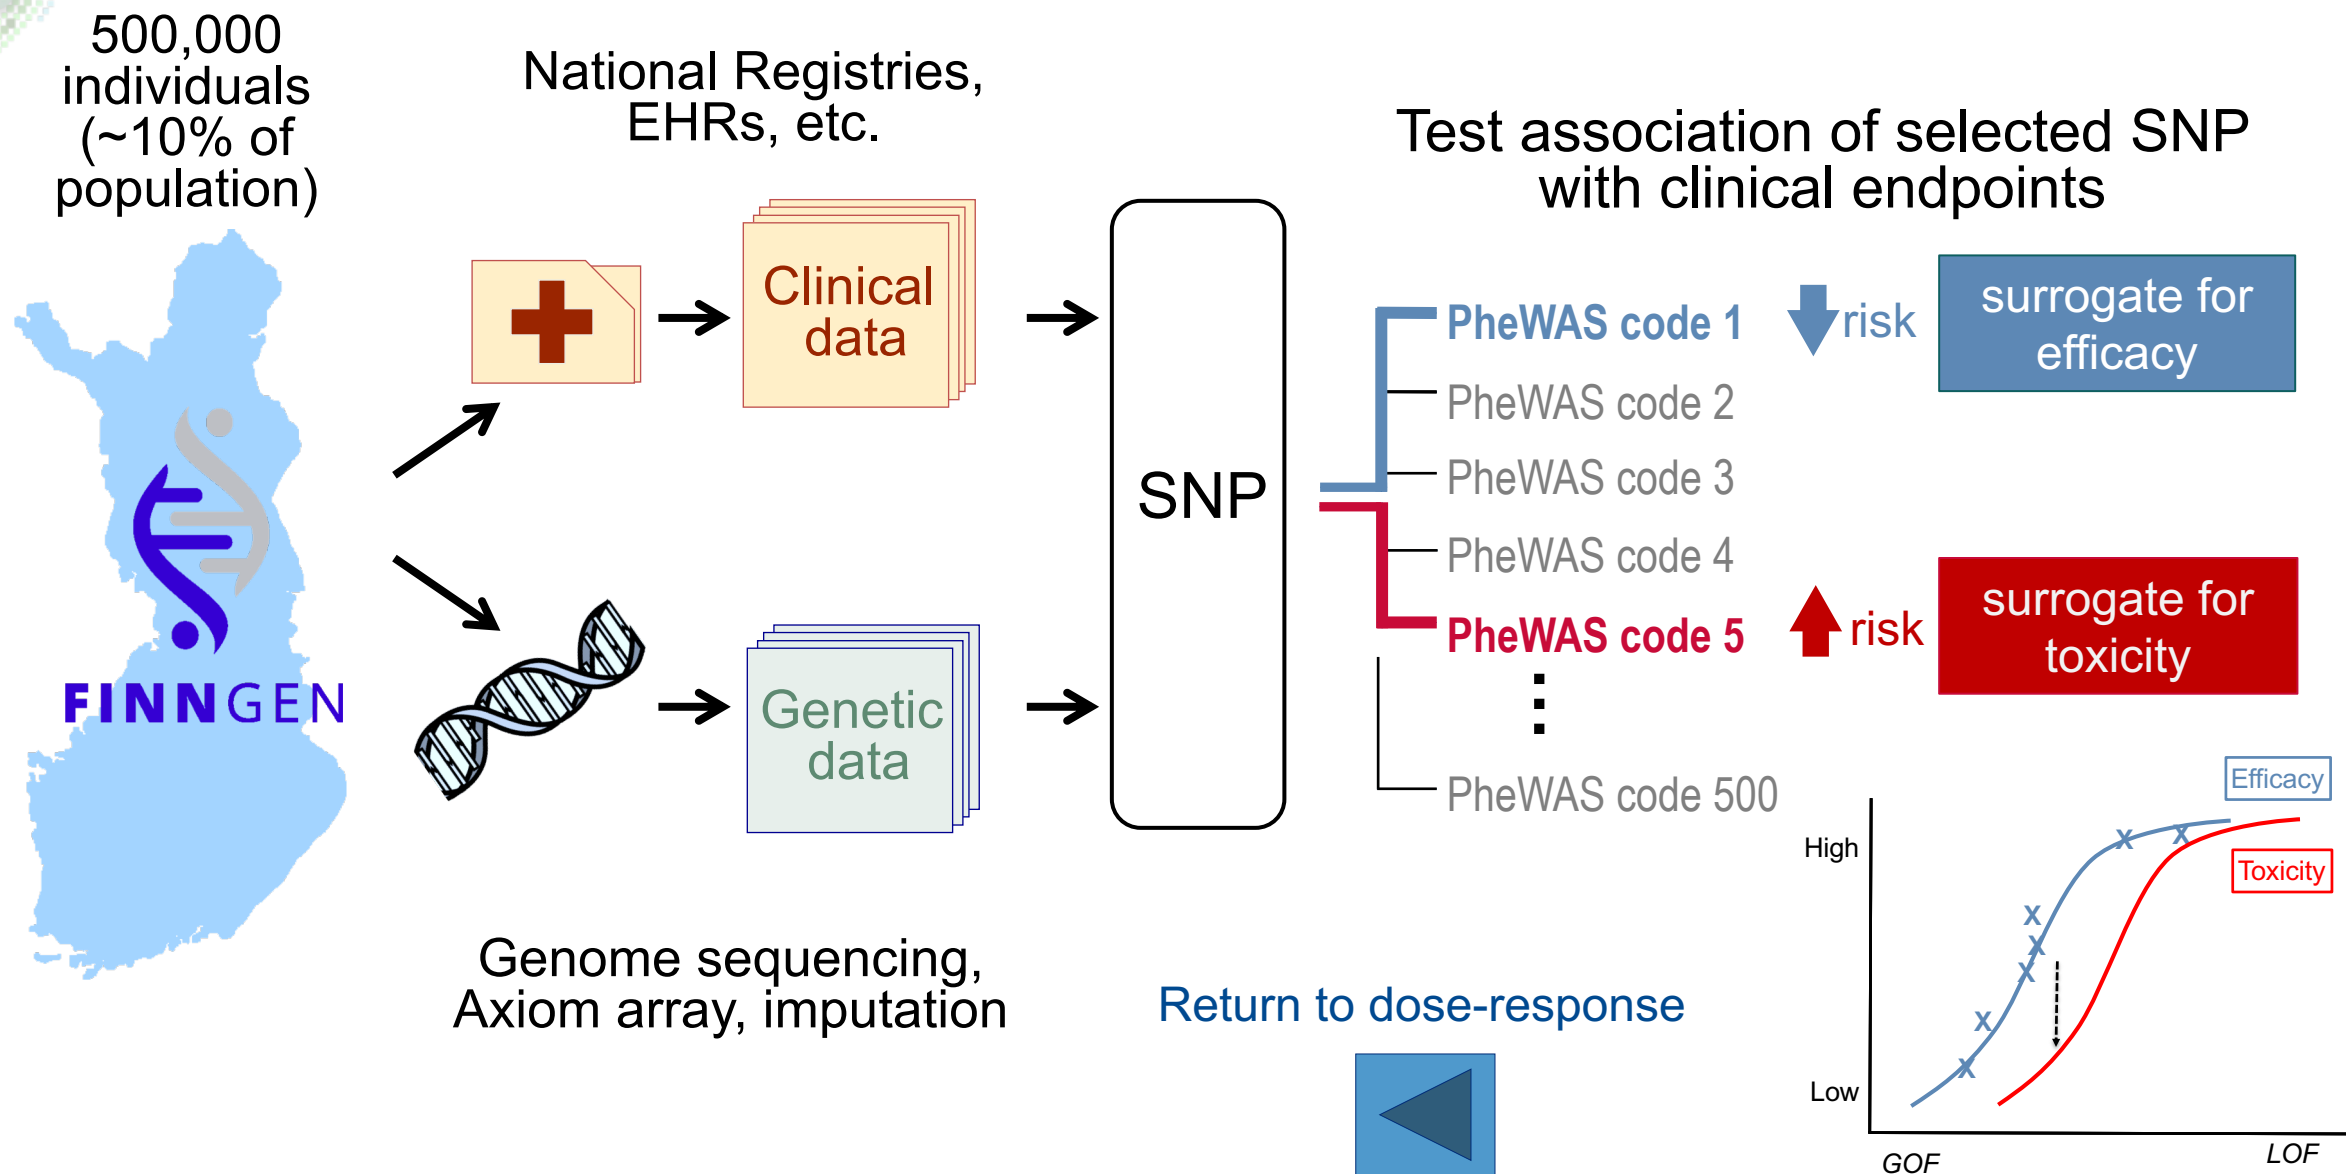 500,000
individuals
(~10% of
population)
National Registries,
EHRs, etc.
Test association of selected SNP
with clinical endpoints
Clinical
data
FINNGEN
Genetic
data
Genome sequencing,
Axiom array, imputation
SNP
PheWAS code 1
risk
surrogate for
efficacy
PheWAS code 2
PheWAS code 3
PheWAS code 4
PheWAS code 5
risk
surrogate for
toxicity
PheWAS code 500
Return to dose-response
Efficacy
High
Toxicity
x x
x
x
x
x
x
Low
GOF
LOF